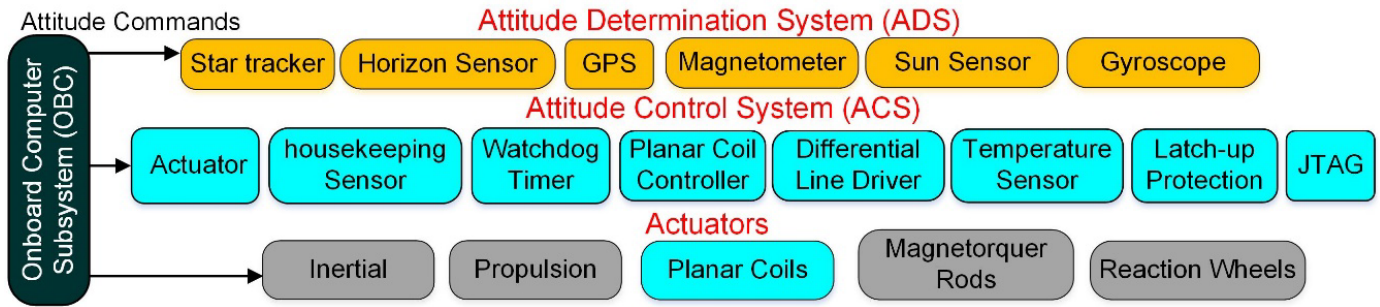 Attitude Commands
Attitude Determination System (ADS)
Onboard Computer
Subsystem (OBC)
Star tracker
Horizon Sensor
GPS
Magnetometer
Sun Sensor
Gyroscope
Attitude Control System (ACS)
Actuator
housekeeping
Sensor
Watchdog
Timer
Planar Coil
Controller
Differential
Line Driver
Temperature
Sensor
Latch-up
Protection
JTAG
Actuators
Inertial
Propulsion
Planar Coils
Magnetorquer
Rods
Reaction Wheels